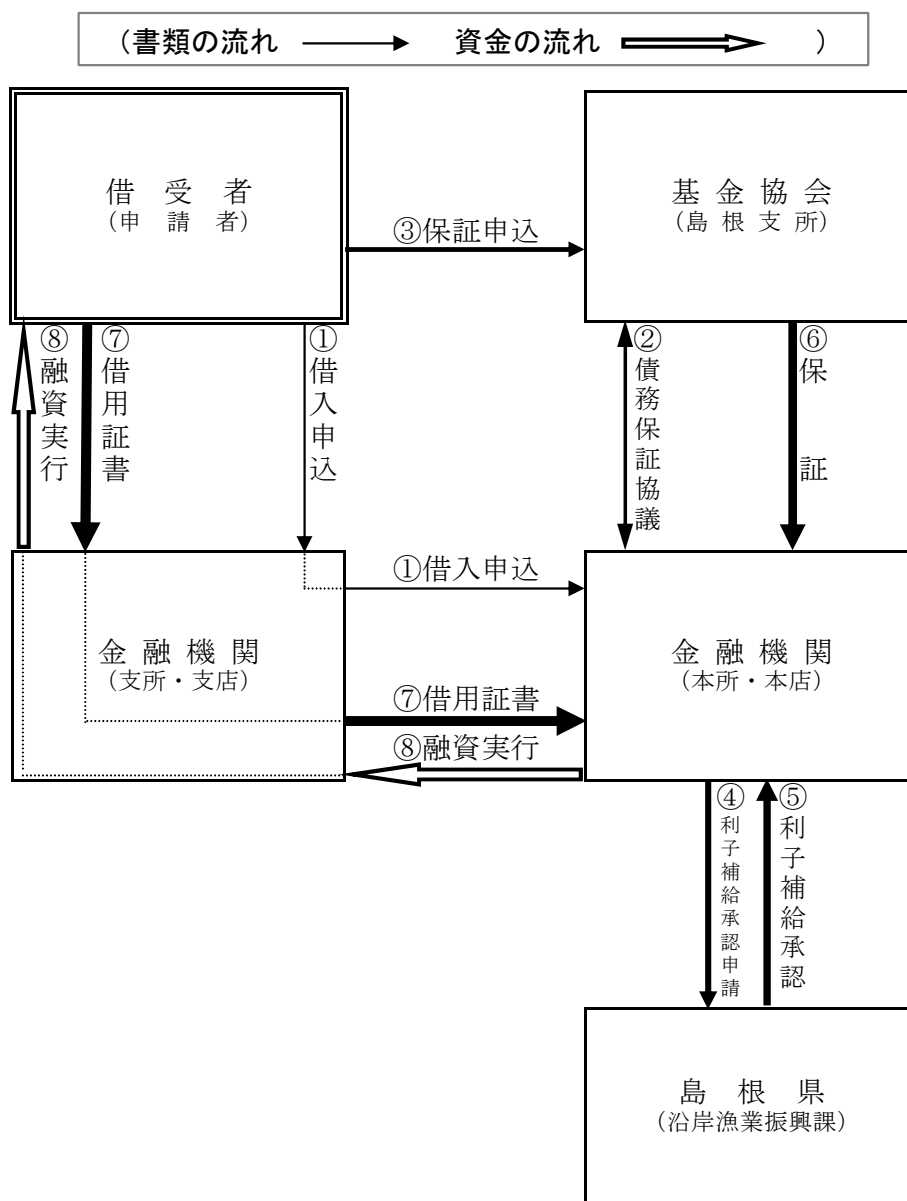 （書類の流れ 資金の流れ ）
借受者
（申請者）
基金協会
（島根支所）
③保証申込
⑧融資実行
⑦借用証書
①借入申込
②債務保証協議
⑥保証
①借入申込
金融機関
（支所・支店）
金融機関
（本所・本店）
⑦借用証書
⑧融資実行
④利子補給承認申請
⑤利子補給承認
島根県
（沿岸漁業振興課）